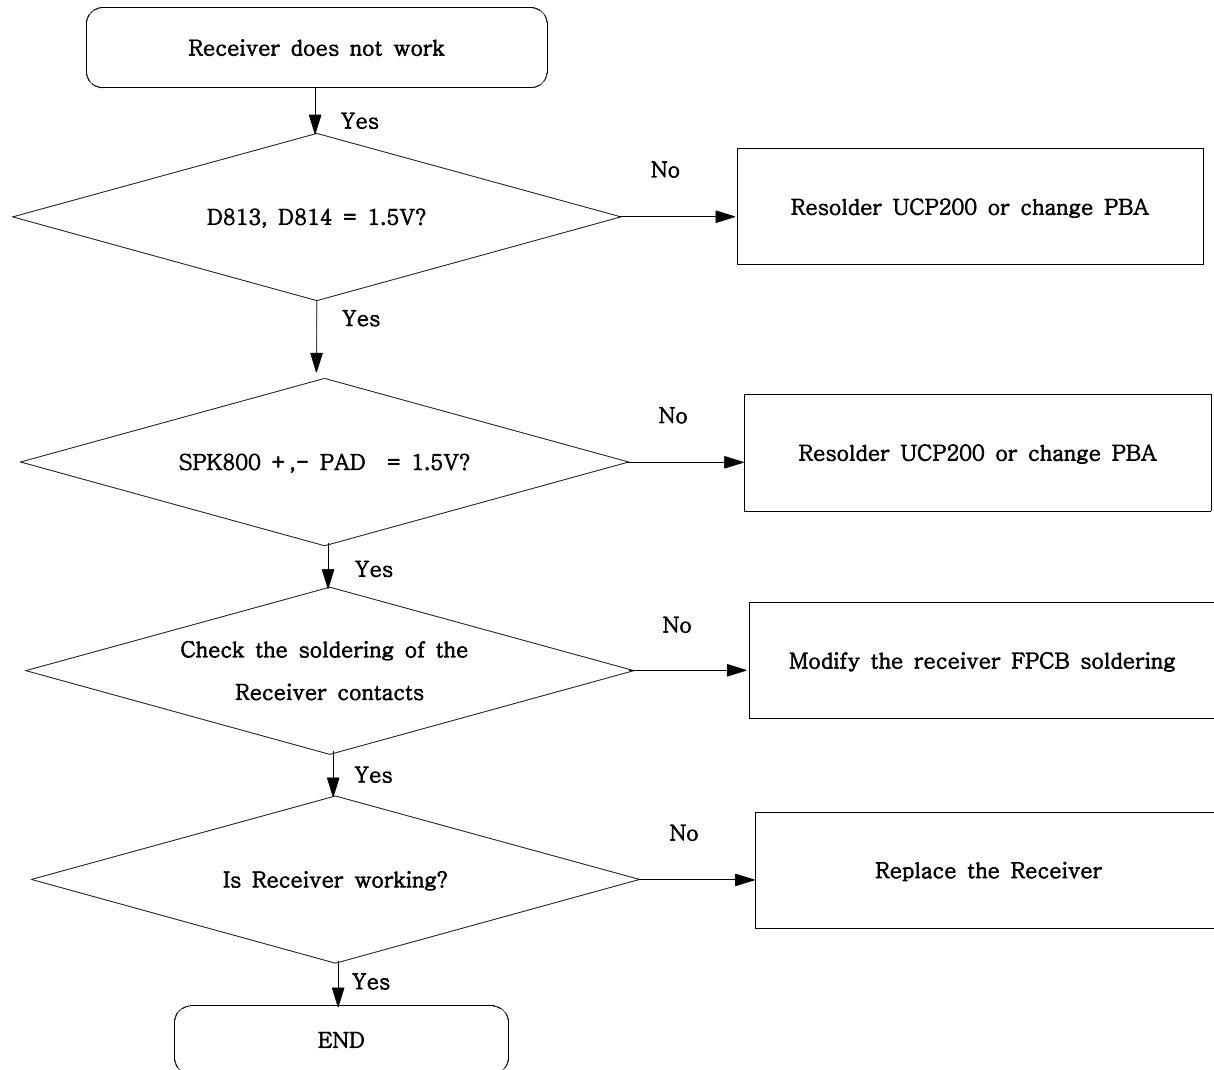 Receiver does not work
Yes
No
D813, D814 = 1.5V?
Resolder UCP200 or change PBA
Yes
No
SPK800 +,- PAD = 1.5V?
Resolder UCP200 or change PBA
Yes
No
Check the soldering of the
Receiver contacts
Modify the receiver FPCB soldering
Yes
No
Is Receiver working?
Replace the Receiver
Yes
END